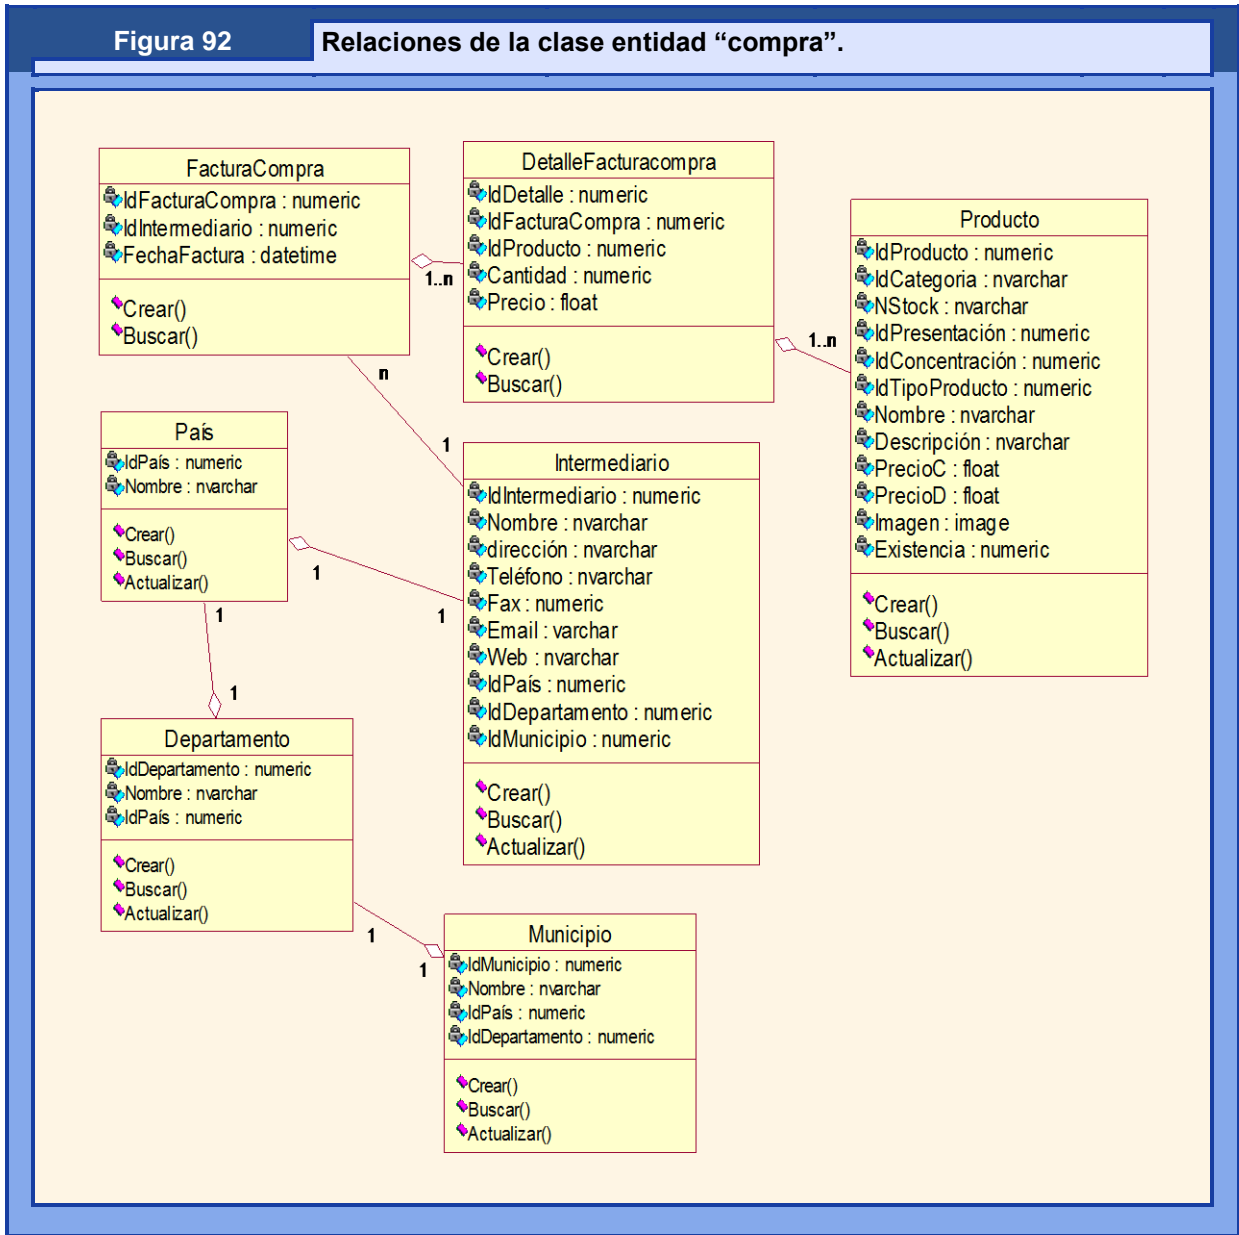 Figura 92
Relaciones de la clase entidad “compra”.
FacturaCompra
IdFacturaCompra : numeric
IdIntermediario : numeric
FechaFactura : datetime
Crear()
Buscar()
DetalleFacturacompra
IdDetalle : numeric
IdFacturaCompra : numeric
IdProducto : numeric
Cantidad : numeric
Precio : float
Crear()
Buscar()
1..n
Producto
IdProducto : numeric
IdCategoria : nvarchar
NStock : nvarchar
IdPresentación : numeric
IdConcentración : numeric
IdTipoProducto : numeric
Nombre : nvarchar
Descripción : nvarchar
PrecioC : float
PrecioD : float
Imagen : image
Existencia : numeric
Crear()
Buscar()
Actualizar()
1..n
n
1
País
IdPaís : numeric
Nombre : nvarchar
Crear()
Buscar()
Actualizar()
1
1
Intermediario
IdIntermediario : numeric
Nombre : nvarchar
dirección : nvarchar
Teléfono : nvarchar
Fax : numeric
Email : varchar
Web : nvarchar
IdPaís : numeric
IdDepartamento : numeric
IdMunicipio : numeric
Crear()
Buscar()
Actualizar()
1
1
Departamento
IdDepartamento : numeric
Nombre : nvarchar
IdPaís : numeric
Crear()
Buscar()
Actualizar()
1
1
Municipio
IdMunicipio : numeric
Nombre : nvarchar
IdPaís : numeric
IdDepartamento : numeric
Crear()
Buscar()
Actualizar()